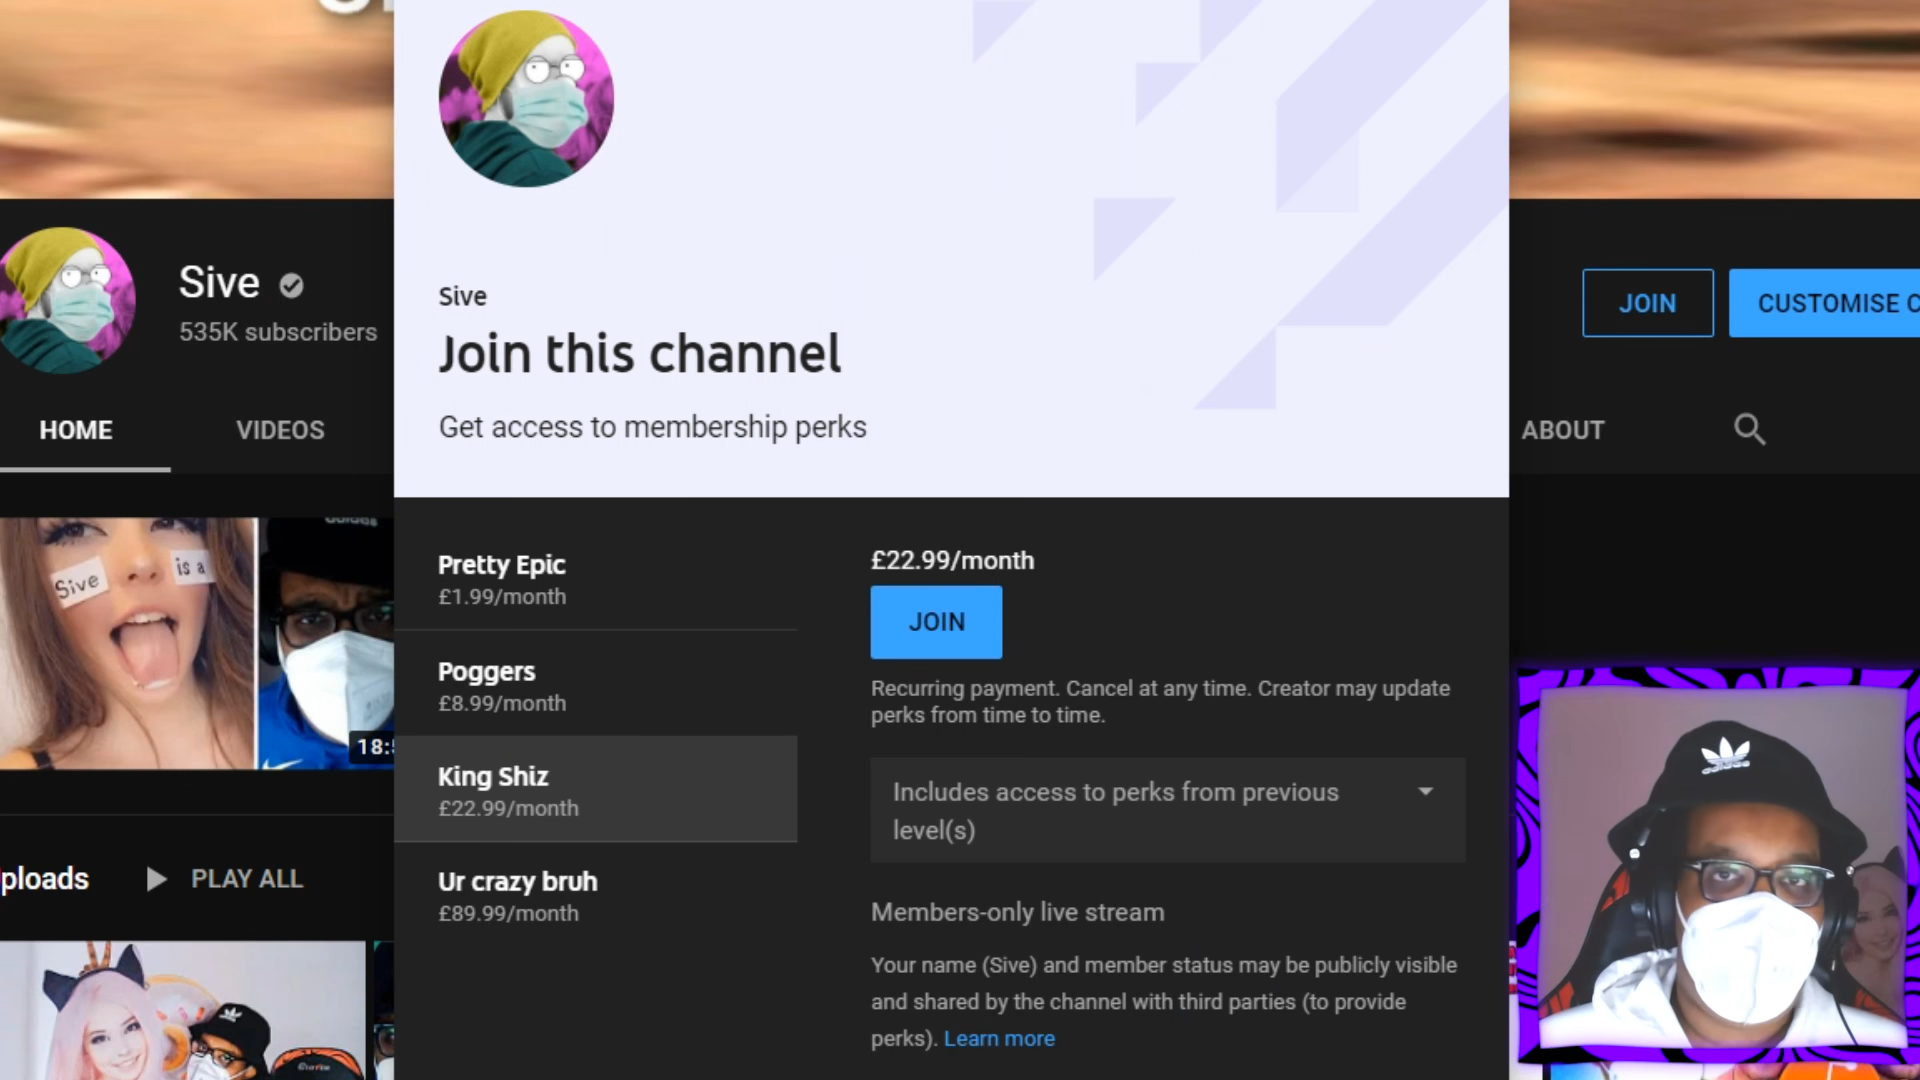 Sive
535K subscribers
HOME
VIDEOS
Sive
is a
adidas
18:
ploads
PLAY ALL
Sive
Join this channel
Get access to membership perks
Pretty Epic
£1.99/month
Poggers
£8.99/month
King Shiz
£22.99/month
Ur crazy bruh
£89.99/month
£22.99/month
JOIN
Recurring payment. Cancel at any time. Creator may update
perks from time to time.
Includes access to perks from previous
level(s)
Members-only live stream
Your name (Sive) and member status may be publicly visible
and shared by the channel with third parties (to provide
perks). Learn more
JOIN
CUSTOMISE C
ABOUT
adidas